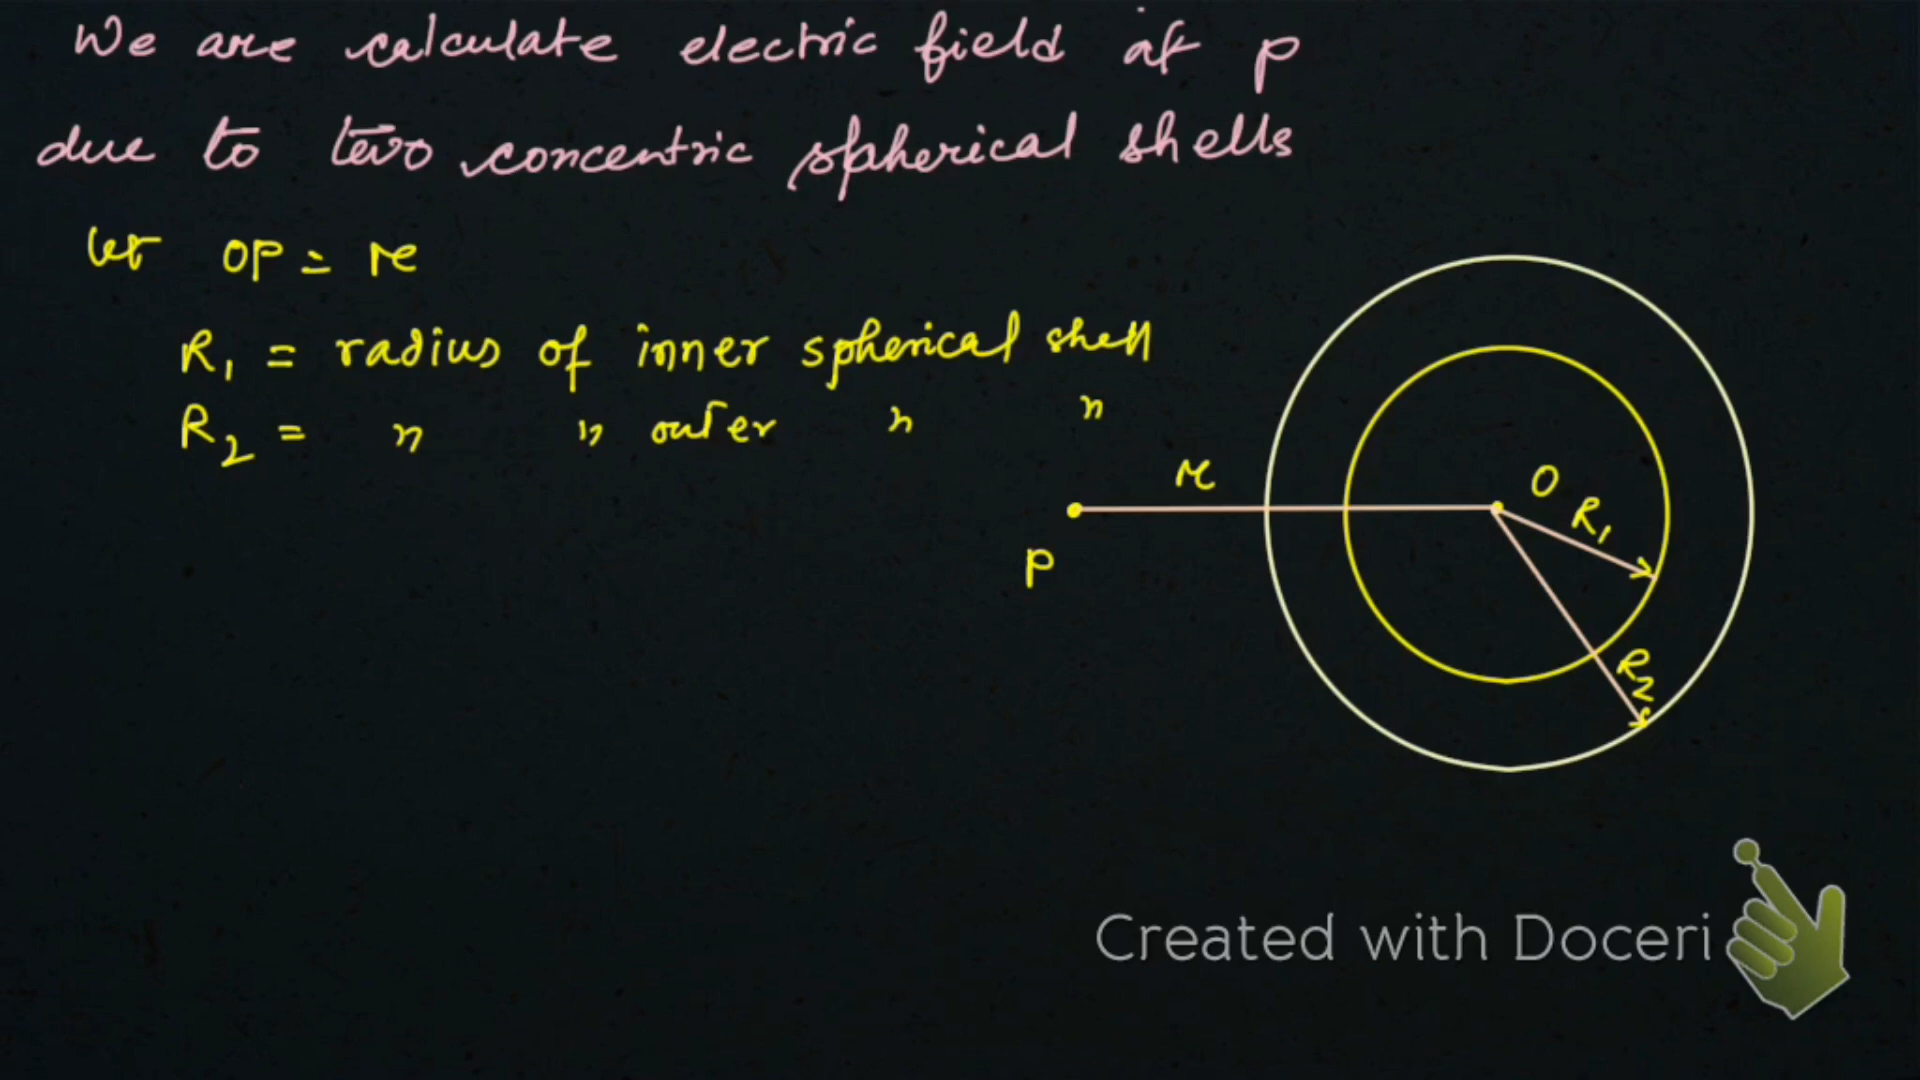 We are calculate electric field at P
due to two concentric spherical shells
let OP = r
R1 = radius of inner spherical shell
R2 = " " outer " "
r
O
R1
P
R2
Created with Doceri